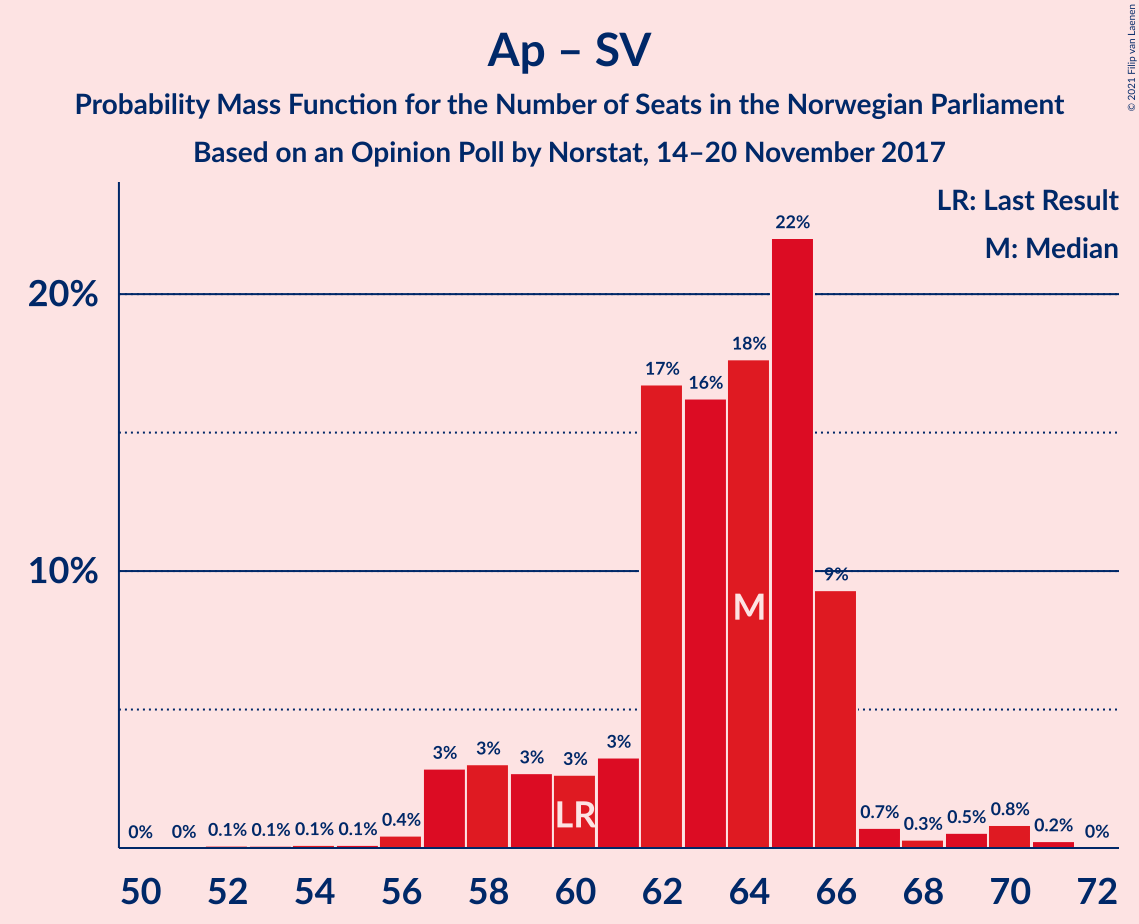 Ap – SV
Probability Mass Function for the Number of Seats in the Norwegian Parliament
Based on an Opinion Poll by Norstat, 14–20 November 2017
© 2021 Filip van Laenen
LR: Last Result
M: Median
20%
10%
0% 0% 0.1% 0.1% 0.1% 0.1% 0.4% 3% 3% 3% 3% 3% 17% 16% 18% 22% 9% 0.7% 0.3% 0.5% 0.8% 0.2% 0%
M
LR
50 52 54 56 58 60 62 64 66 68 70 72